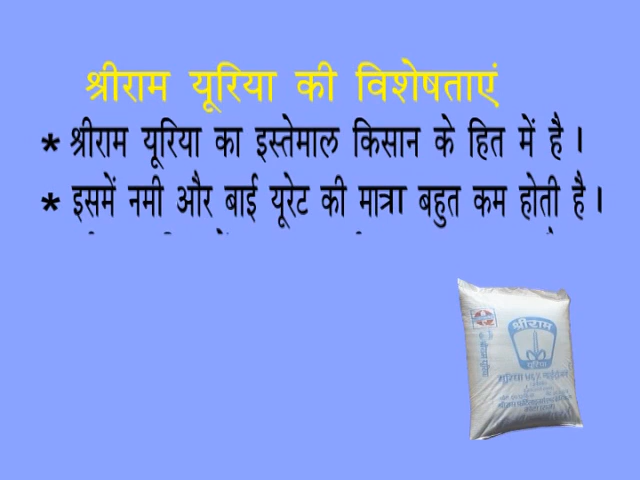 श्रीराम यूरिया की विशेषताएं
* श्रीराम यूरिया का इस्तेमाल किसान के हित में है ।
* इसमें नमी और बाई यूरेट की मात्रा बहुत कम होती है ।
श्रीराम
यूरिया